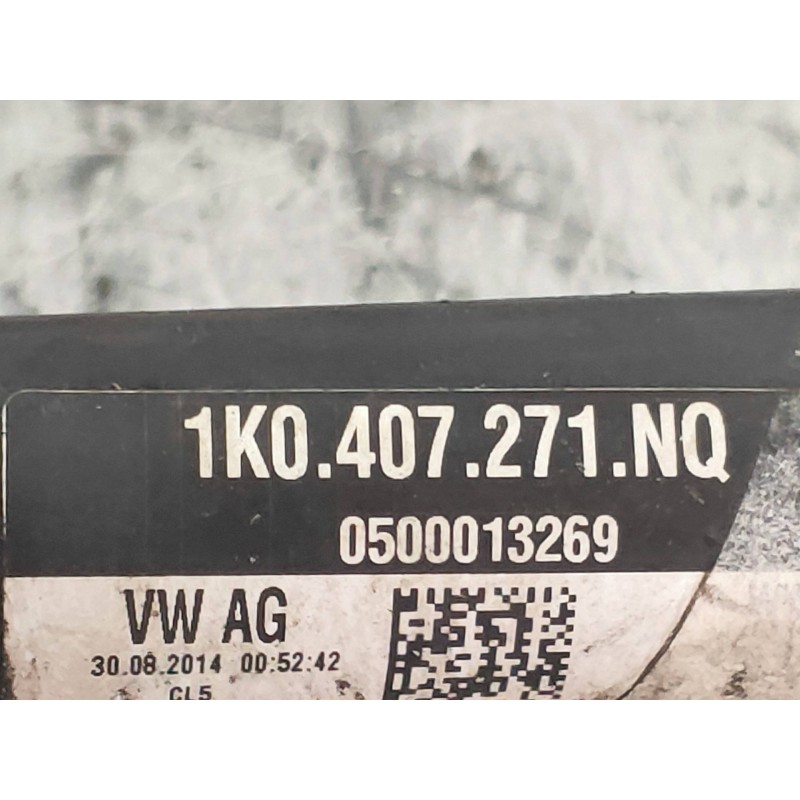 1K0.407.271.NQ
0500013269
VW AG
30.08.2014 00:52:42
CL5